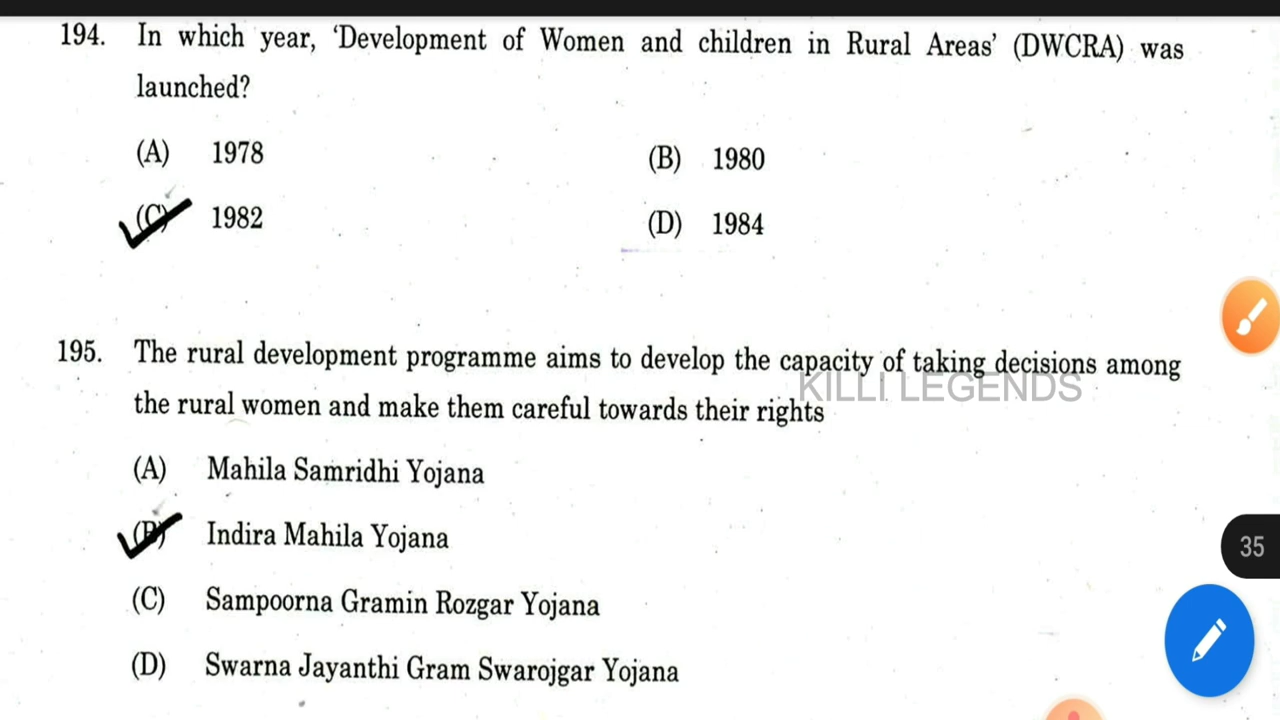 194. In which year, ‘Development of Women and children in Rural Areas’ (DWCRA) was
launched?
(A) 1978
(B) 1980
(C) 1982
(D) 1984
195. The rural development programme aims to develop the capacity of taking decisions among
KILLI LEGENDS
the rural women and make them careful towards their rights
(A) Mahila Samridhi Yojana
(B) Indira Mahila Yojana
35
(C) Sampoorna Gramin Rozgar Yojana
(D) Swarna Jayanthi Gram Swarojgar Yojana